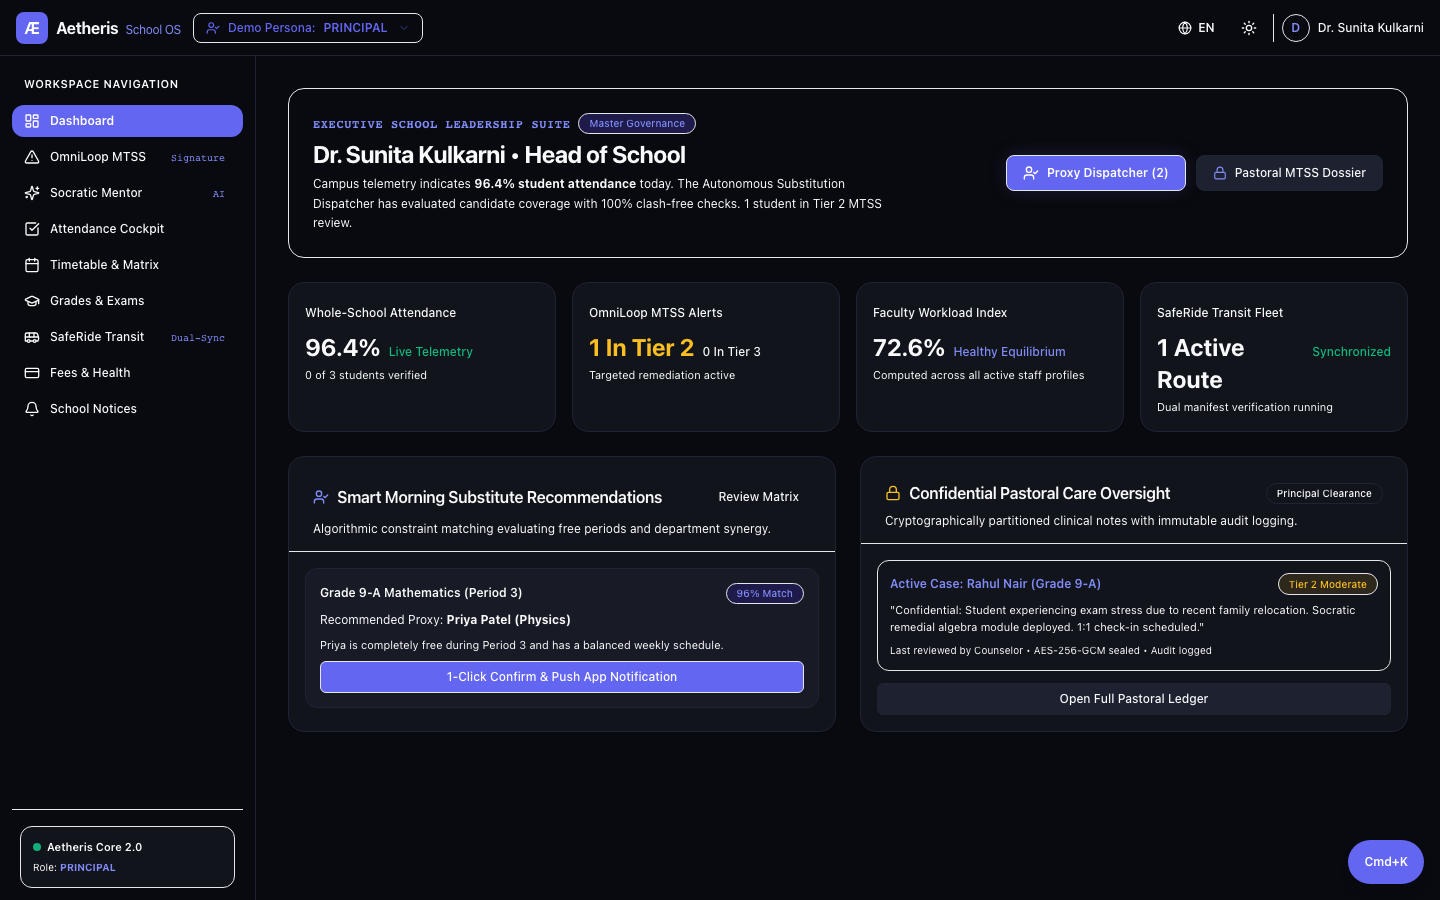 Æ Aetheris School OS Demo Persona: PRINCIPAL EN D Dr. Sunita Kulkarni
WORKSPACE NAVIGATION
Dashboard
OmniLoop MTSS Signature
Socratic Mentor AI
Attendance Cockpit
Timetable & Matrix
Grades & Exams
SafeRide Transit Dual-Sync
Fees & Health
School Notices
Aetheris Core 2.0
Role: PRINCIPAL
EXECUTIVE SCHOOL LEADERSHIP SUITE Master Governance
Dr. Sunita Kulkarni • Head of School
Campus telemetry indicates 96.4% student attendance today. The Autonomous Substitution
Dispatcher has evaluated candidate coverage with 100% clash-free checks. 1 student in Tier 2 MTSS
review.
Proxy Dispatcher (2) Pastoral MTSS Dossier
Whole-School Attendance
96.4% Live Telemetry
0 of 3 students verified
OmniLoop MTSS Alerts
1 In Tier 2 0 In Tier 3
Targeted remediation active
Faculty Workload Index
72.6% Healthy Equilibrium
Computed across all active staff profiles
SafeRide Transit Fleet
1 Active Synchronized
Route
Dual manifest verification running
Smart Morning Substitute Recommendations Review Matrix
Algorithmic constraint matching evaluating free periods and department synergy.
Grade 9-A Mathematics (Period 3) 96% Match
Recommended Proxy: Priya Patel (Physics)
Priya is completely free during Period 3 and has a balanced weekly schedule.
1-Click Confirm & Push App Notification
Confidential Pastoral Care Oversight Principal Clearance
Cryptographically partitioned clinical notes with immutable audit logging.
Active Case: Rahul Nair (Grade 9-A) Tier 2 Moderate
"Confidential: Student experiencing exam stress due to recent family relocation. Socratic
remedial algebra module deployed. 1:1 check-in scheduled."
Last reviewed by Counselor • AES-256-GCM sealed • Audit logged
Open Full Pastoral Ledger
Cmd+K